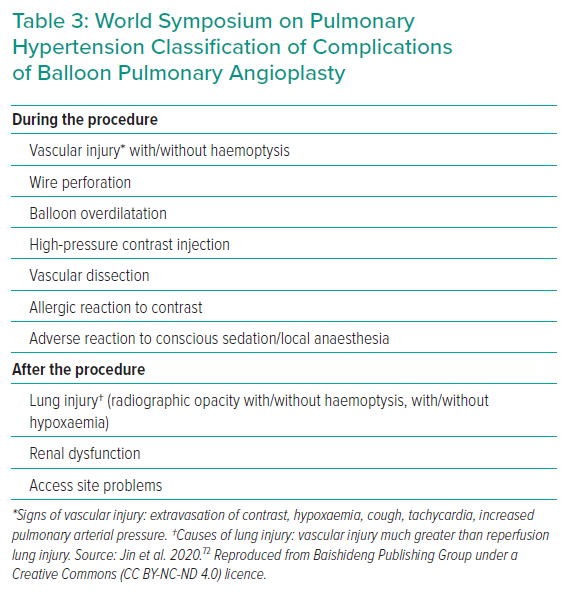 Table 3: World Symposium on Pulmonary
Hypertension Classification of Complications
of Balloon Pulmonary Angioplasty
During the procedure
Vascular injury* with/without haemoptysis
Wire perforation
Balloon overdilatation
High-pressure contrast injection
Vascular dissection
Allergic reaction to contrast
Adverse reaction to conscious sedation/local anaesthesia
After the procedure
Lung injury† (radiographic opacity with/without haemoptysis, with/without
hypoxaemia)
Renal dysfunction
Access site problems
*Signs of vascular injury: extravasation of contrast, hypoxaemia, cough, tachycardia, increased
pulmonary arterial pressure. †Causes of lung injury: vascular injury much greater than reperfusion
lung injury. Source: Jin et al. 2020.72 Reproduced from Baishideng Publishing Group under a
Creative Commons (CC BY-NC-ND 4.0) licence.